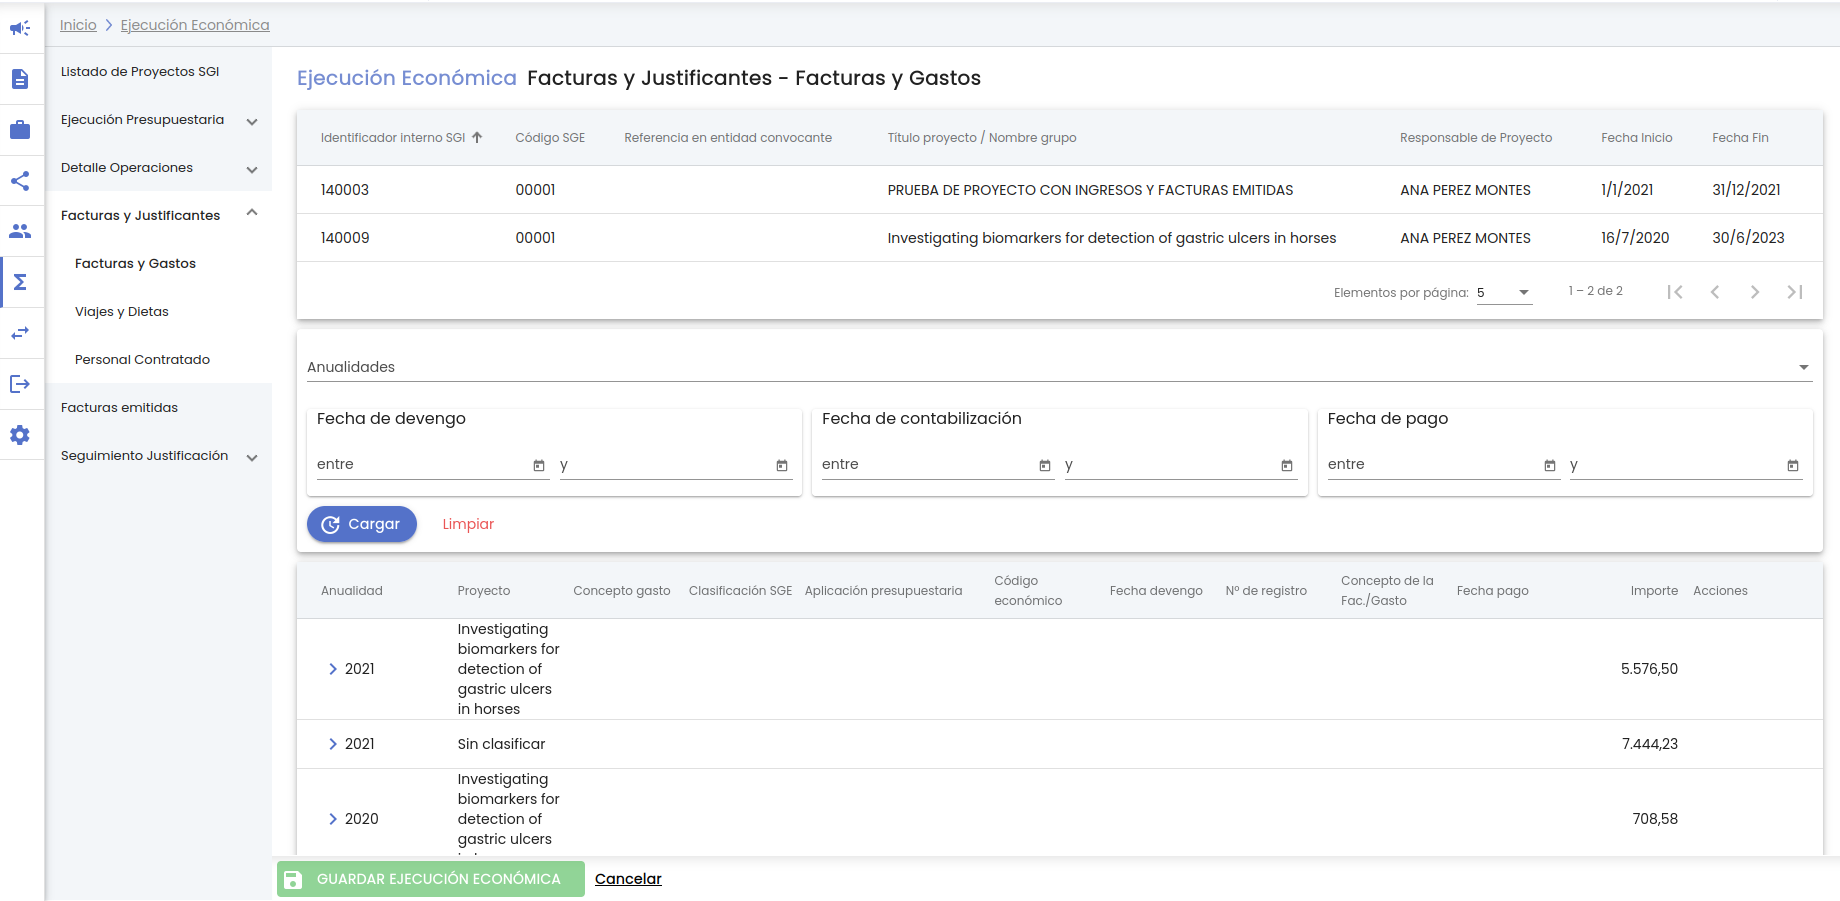 Inicio
Ejecución Económica
Listado de Proyectos SGI
Ejecución Presupuestaria
Detalle Operaciones
Facturas y Justificantes
Facturas y Gastos
Viajes y Dietas
Personal Contratado
Facturas emitidas
Seguimiento Justificación
Ejecución Económica Facturas y Justificantes - Facturas y Gastos
Identificador interno SGI Código SGE Referencia en entidad convocante Título proyecto / Nombre grupo Responsable de Proyecto Fecha Inicio Fecha Fin
140003 00001 PRUEBA DE PROYECTO CON INGRESOS Y FACTURAS EMITIDAS ANA PEREZ MONTES 1/1/2021 31/12/2021
140009 00001 Investigating biomarkers for detection of gastric ulcers in horses ANA PEREZ MONTES 16/7/2020 30/6/2023
Elementos por página: 5 1 – 2 de 2
Anualidades
Fecha de devengo Fecha de contabilización Fecha de pago
entre y entre y entre y
Cargar Limpiar
Anualidad Proyecto Concepto gasto Clasificación SGE Aplicación presupuestaria Código económico Fecha devengo Nº de registro Concepto de la Fac./Gasto Fecha pago Importe Acciones
Investigating
biomarkers for
2021 detection of 5.576,50
gastric ulcers
in horses
2021 Sin clasificar 7.444,23
Investigating
biomarkers for
2020 detection of 708,58
gastric ulcers
GUARDAR EJECUCIÓN ECONÓMICA Cancelar